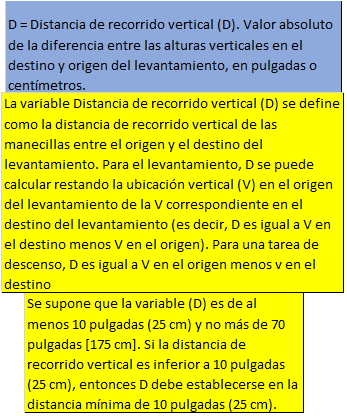 D = Distancia de recorrido vertical (D). Valor absoluto
de la diferencia entre las alturas verticales en el
destino y origen del levantamiento, en pulgadas o
centímetros.
La variable Distancia de recorrido vertical (D) se define
como la distancia de recorrido vertical de las
manecillas entre el origen y el destino del
levantamiento. Para el levantamiento, D se puede
calcular restando la ubicación vertical (V) en el origen
del levantamiento de la V correspondiente en el
destino del levantamiento (es decir, D es igual a V en
el destino menos V en el origen). Para una tarea de
descenso, D es igual a V en el origen menos v en el
destino
Se supone que la variable (D) es de al
menos 10 pulgadas (25 cm) y no más de 70
pulgadas [175 cm]. Si la distancia de
recorrido vertical es inferior a 10 pulgadas
(25 cm), entonces D debe establecerse en la
distancia mínima de 10 pulgadas (25 cm).